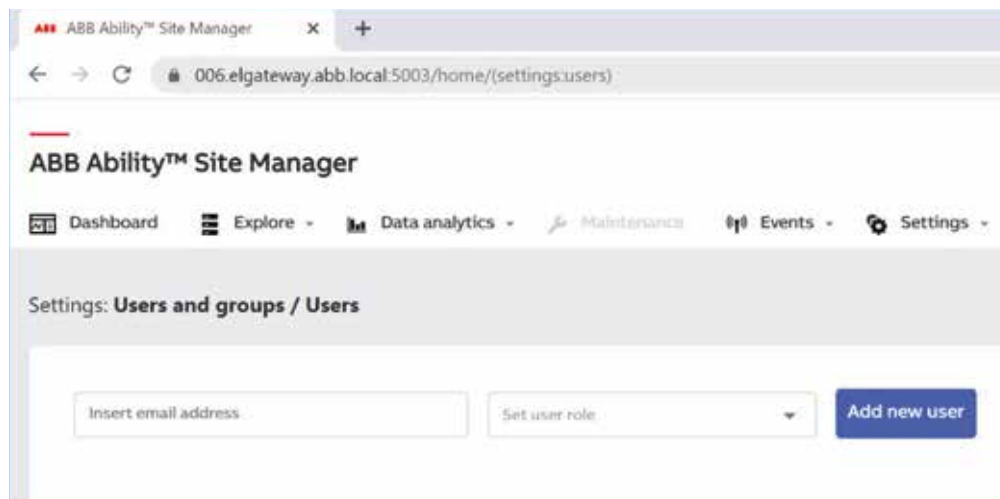 ABB ABB Ability™ Site Manager
006.elgateway.abb.local:5003/home/(settings:users)
ABB Ability™ Site Manager
Dashboard Explore Data analytics Maintenance Events Settings
Settings: Users and groups / Users
Insert email address Set user role Add new user